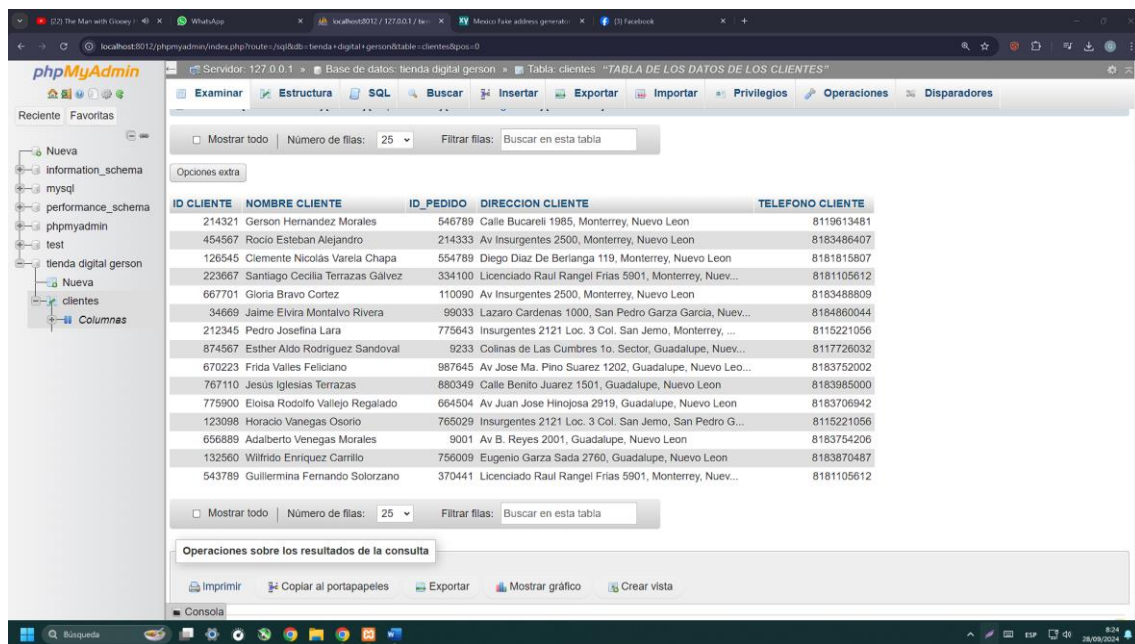 (22) The Man with Glooey H
WhatsApp
localhost:8012 / 127.0.0.1 / tien
Mexico Fake address generator
(3) Facebook
localhost:8012/phpmyadmin/index.php?route=/sql&db=tienda+digital+gerson&table=clientes&pos=0
phpMyAdmin
Servidor: 127.0.0.1 » Base de datos: tienda digital gerson » Tabla: clientes "TABLA DE LOS DATOS DE LOS CLIENTES"
Examinar Estructura SQL Buscar Insertar Exportar Importar Privilegios Operaciones Disparadores
Reciente Favoritas
Nueva
information_schema
mysql
performance_schema
phpmyadmin
test
tienda digital gerson
Nueva
clientes
Columnas
Mostrar todo | Número de filas: 25 Filtrar filas: Buscar en esta tabla
Opciones extra
ID CLIENTE NOMBRE CLIENTE ID_PEDIDO DIRECCION CLIENTE TELEFONO CLIENTE
214321 Gerson Hernandez Morales 546789 Calle Bucareli 1985, Monterrey, Nuevo Leon 8119613481
454567 Rocío Esteban Alejandro 214333 Av Insurgentes 2500, Monterrey, Nuevo Leon 8183486407
126545 Clemente Nicolás Varela Chapa 554789 Diego Diaz De Berlanga 119, Monterrey, Nuevo Leon 8181815807
223667 Santiago Cecilia Terrazas Gálvez 334100 Licenciado Raul Rangel Frias 5901, Monterrey, Nuev... 8181105612
667701 Gloria Bravo Cortez 110090 Av Insurgentes 2500, Monterrey, Nuevo Leon 8183488809
34669 Jaime Elvira Montalvo Rivera 99033 Lazaro Cardenas 1000, San Pedro Garza Garcia, Nuev... 8184860044
212345 Pedro Josefina Lara 775643 Insurgentes 2121 Loc. 3 Col. San Jemo, Monterrey, ... 8115221056
874567 Esther Aldo Rodríguez Sandoval 9233 Colinas de Las Cumbres 1o. Sector, Guadalupe, Nuev... 8117726032
670223 Frida Valles Feliciano 987645 Av Jose Ma. Pino Suarez 1202, Guadalupe, Nuevo Leo... 8183752002
767110 Jesús Iglesias Terrazas 880349 Calle Benito Juarez 1501, Guadalupe, Nuevo Leon 8183985000
775900 Eloisa Rodolfo Vallejo Regalado 664504 Av Juan Jose Hinojosa 2919, Guadalupe, Nuevo Leon 8183706942
123098 Horacio Vanegas Osorio 765029 Insurgentes 2121 Loc. 3 Col. San Jemo, San Pedro G... 8115221056
656889 Adalberto Venegas Morales 9001 Av B. Reyes 2001, Guadalupe, Nuevo Leon 8183754206
132560 Wilfrido Enríquez Carrillo 756009 Eugenio Garza Sada 2760, Guadalupe, Nuevo Leon 8183870487
543789 Guillermina Fernando Solorzano 370441 Licenciado Raul Rangel Frias 5901, Monterrey, Nuev... 8181105612
Mostrar todo | Número de filas: 25 Filtrar filas: Buscar en esta tabla
Operaciones sobre los resultados de la consulta
Imprimir Copiar al portapapeles Exportar Mostrar gráfico Crear vista
Consola
Búsqueda
ESP
8:24
28/09/2024